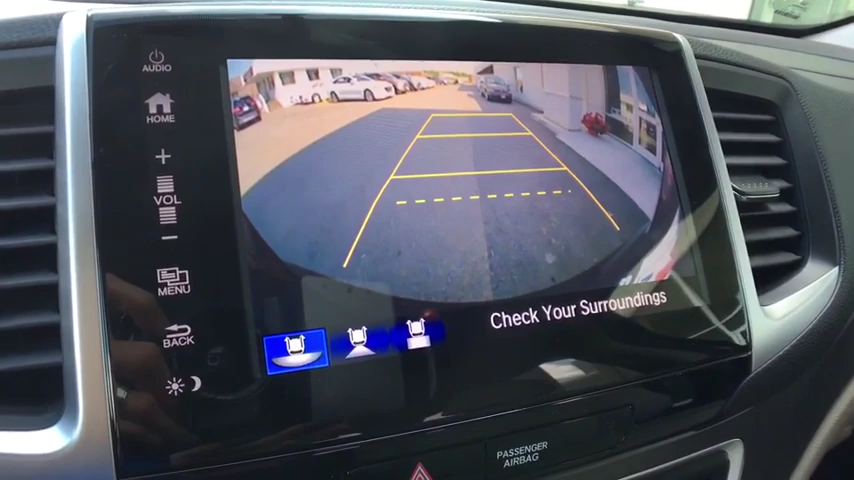 AUDIO
HOME
+
VOL
-
MENU
BACK
Check Your Surroundings
PASSENGER
AIRBAG